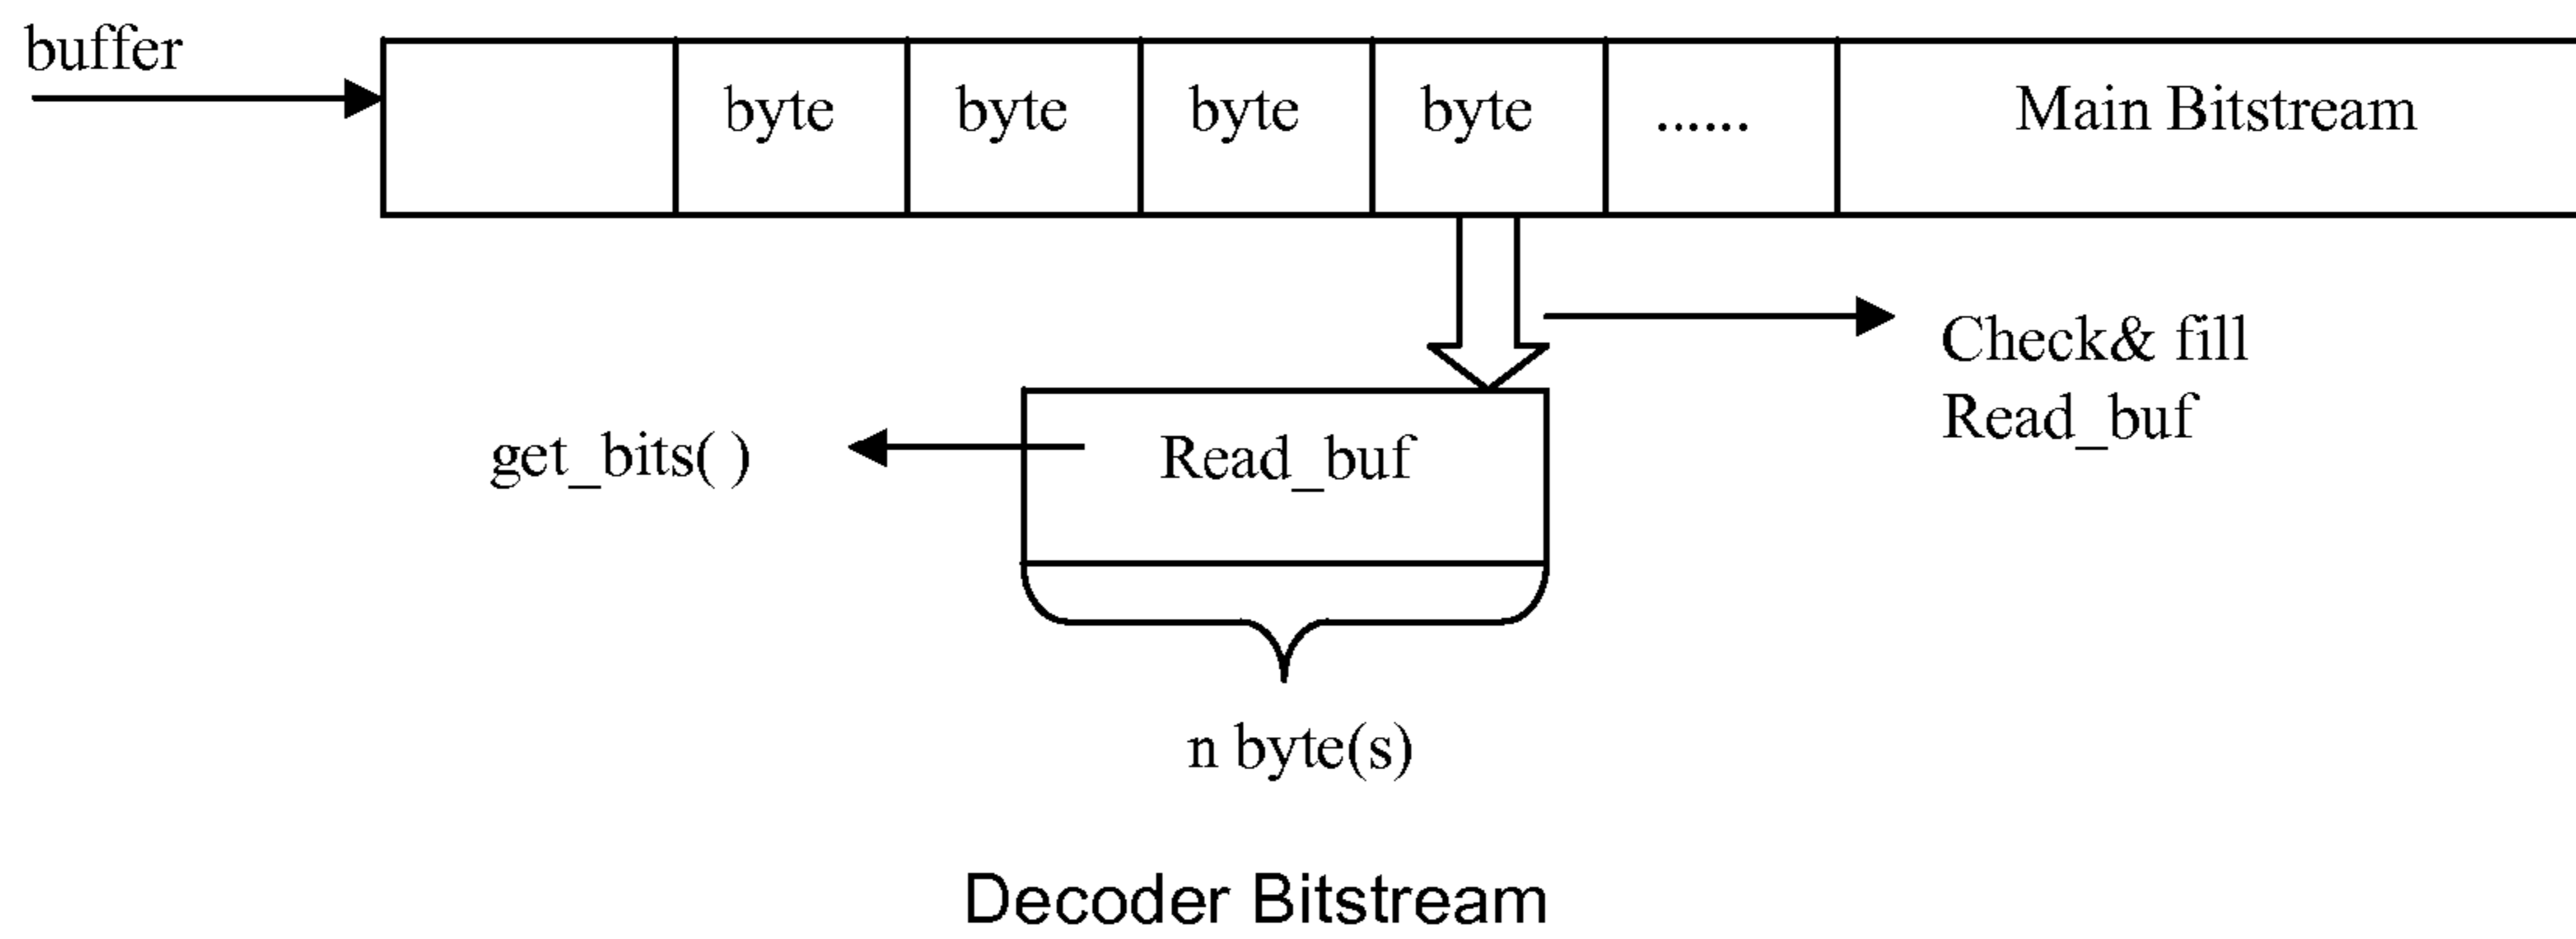 buffer
byte byte byte byte ...... Main Bitstream
Check& fill
Read_buf
get_bits( ) Read_buf
n byte(s)
Decoder Bitstream